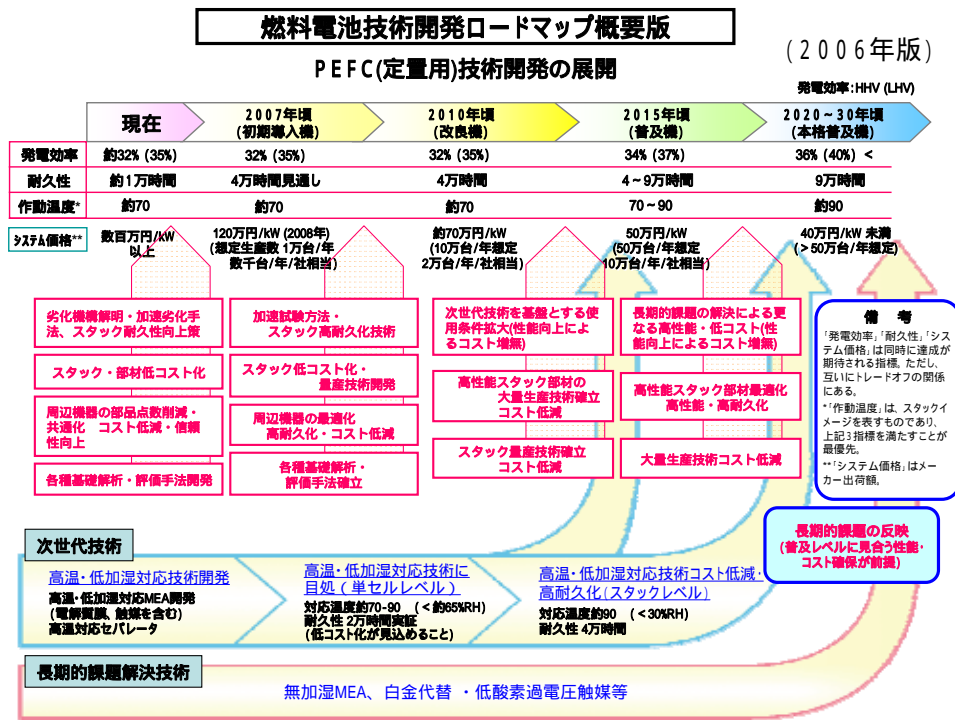 燃料電池技術開発ロードマップ概要版
(2006年版)
PEFC(定置用)技術開発の展開
発電効率:HHV (LHV)
現在
2007年頃
(初期導入機)
2010年頃
(改良機)
2015年頃
(普及機)
2020~30年頃
(本格普及機)
発電効率
約32% (35%)
32% (35%)
32% (35%)
34% (37%)
36% (40%) <
耐久性
約1万時間
4万時間見通し
4万時間
4~9万時間
9万時間
作動温度*
約70
約70
約70
70~90
約90
システム価格**
数百万円/kW
以上
120万円/kW (2008年)
(想定生産数 1万台/年
数千台/年/社相当)
約70万円/kW
(10万台/年想定
2万台/年/社相当)
50万円/kW
(50万台/年想定
10万台/年/社相当)
40万円/kW 未満
(>50万台/年想定)
劣化機構解明・加速劣化手
法、スタック耐久性向上策
スタック・部材低コスト化
周辺機器の部品点数削減・
共通化 コスト低減・信頼
性向上
各種基礎解析・評価手法開発
加速試験方法・
スタック高耐久化技術
スタック低コスト化・
量産技術開発
周辺機器の最適化
高耐久化・コスト低減
各種基礎解析・
評価手法確立
次世代技術を基盤とする使
用条件拡大(性能向上によ
るコスト増無)
高性能スタック部材の
大量生産技術確立
コスト低減
スタック量産技術確立
コスト低減
長期的課題の解決による更
なる高性能・低コスト(性
能向上によるコスト増無)
高性能スタック部材最適化
高性能・高耐久化
大量生産技術コスト低減
備 考
「発電効率」「耐久性」「シス
テム価格」は同時に達成が
期待される指標。ただし、
互いにトレードオフの関係
にある。
*「作動温度」は、スタックイ
メージを表すものであり、
上記3指標を満たすことが
最優先。
**「システム価格」はメー
カー出荷額。
長期的課題の反映
(普及レベルに見合う性能・
コスト確保が前提)
次世代技術
高温・低加湿対応技術開発
高温・低加湿対応MEA開発
(電解質膜、触媒を含む)
高温対応セパレータ
高温・低加湿対応技術に
目処(単セルレベル)
対応温度約70-90 (<約65%RH)
耐久性 2万時間実証
(低コスト化が見込めること)
高温・低加湿対応技術コスト低減・
高耐久化(スタックレベル)
対応温度約90 (<30%RH)
耐久性 4万時間
長期的課題解決技術
無加湿MEA、白金代替 ・低酸素過電圧触媒等